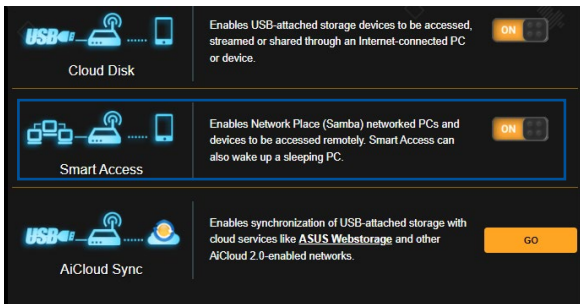 USB
Cloud Disk
Enables USB-attached storage devices to be accessed,
streamed or shared through an Internet-connected PC
or device.
ON
Smart Access
Enables Network Place (Samba) networked PCs and
devices to be accessed remotely. Smart Access can
also wake up a sleeping PC.
ON
USB
AiCloud Sync
Enables synchronization of USB-attached storage with
cloud services like ASUS Webstorage and other
AiCloud 2.0-enabled networks.
GO